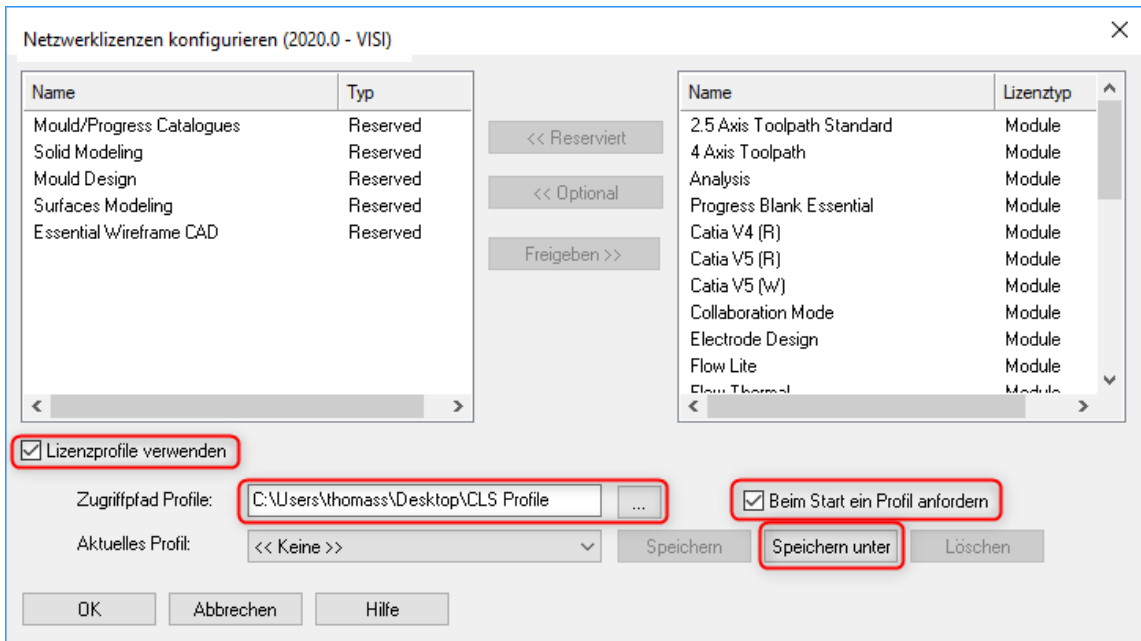 Netzwerklizenzen konfigurieren (2020.0 - VISI)
Name Typ
Mould/Progress Catalogues Reserved
Solid Modeling Reserved
Mould Design Reserved
Surfaces Modeling Reserved
Essential Wireframe CAD Reserved
<< Reserviert
<< Optional
Freigeben >>
Name Lizenztyp
2.5 Axis Toolpath Standard Module
4 Axis Toolpath Module
Analysis Module
Progress Blank Essential Module
Catia V4 (R) Module
Catia V5 (R) Module
Catia V5 (W) Module
Collaboration Mode Module
Electrode Design Module
Flow Lite Module
Flow Thermal Module
Lizenzprofile verwenden
Zugriffpfad Profile: C:\Users\thomass\Desktop\CLS Profile ... Beim Start ein Profil anfordern
Aktuelles Profil: << Keine >> Speichern Speichern unter Löschen
OK Abbrechen Hilfe